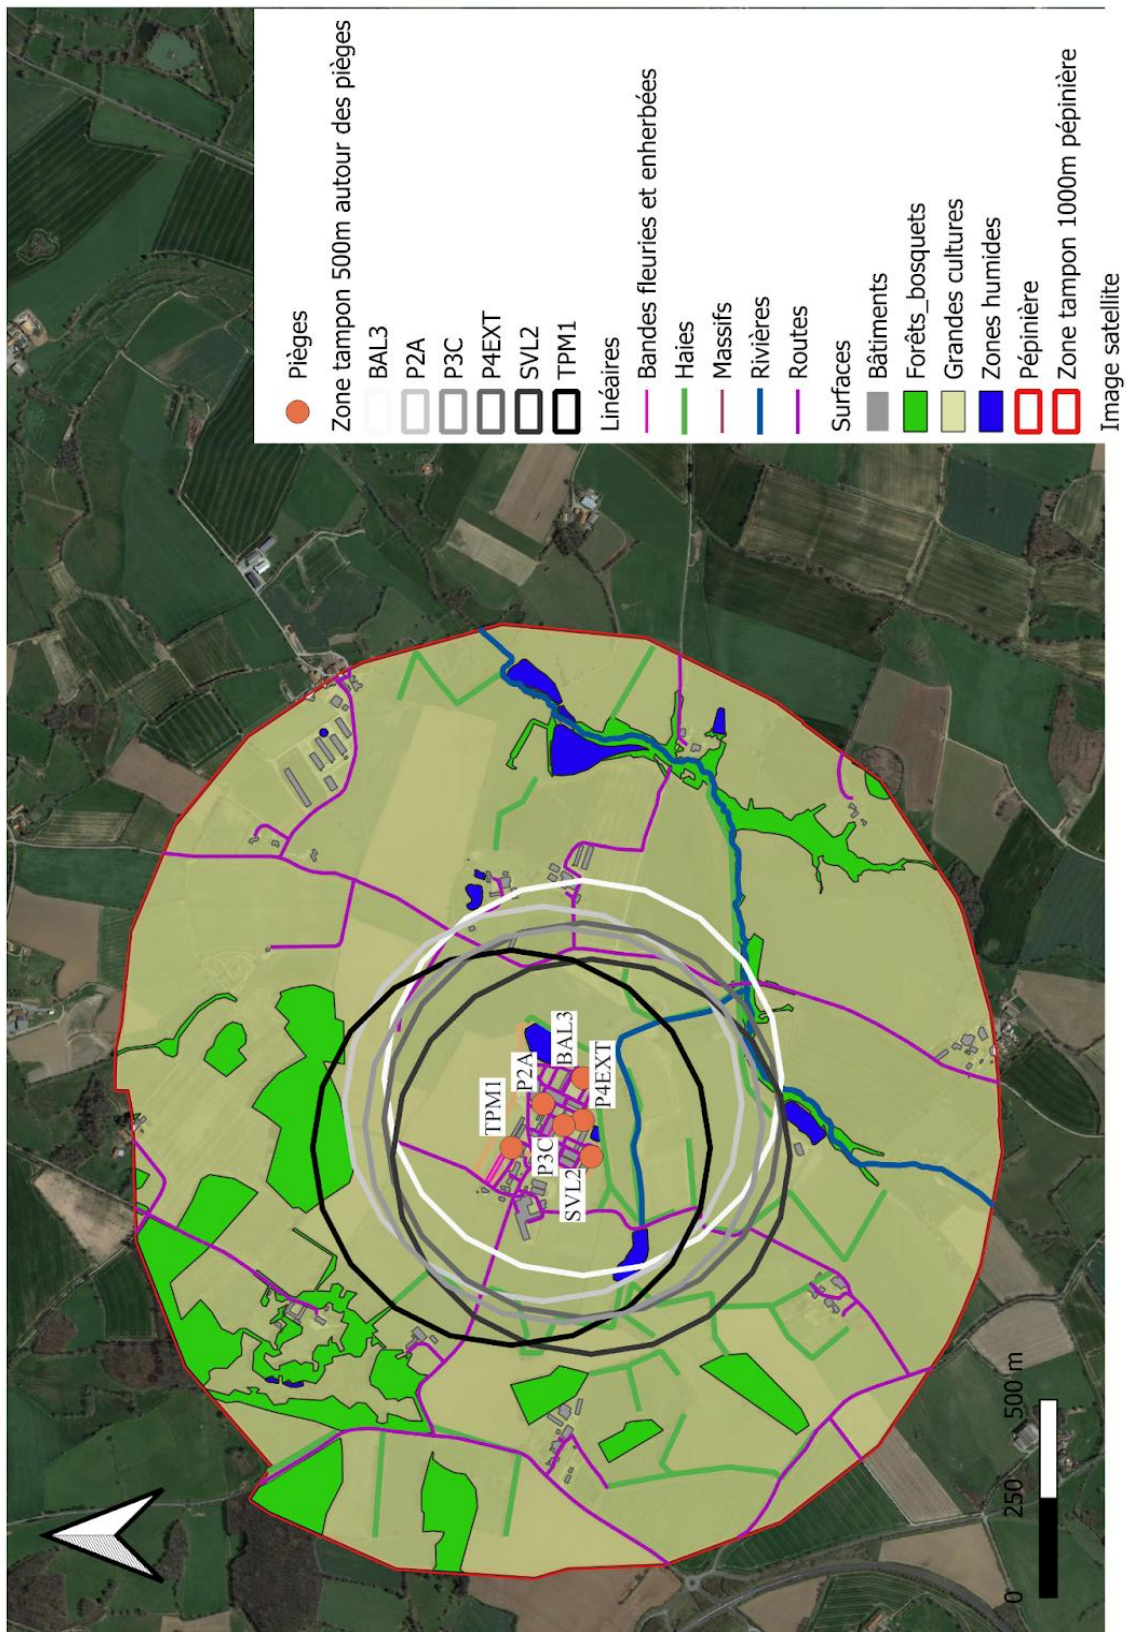 Pièges
Zone tampon 500m autour des pièges
BAL3
P2A
P3C
P4EXT
SVL2
TPM1
Linéaires
Bandes fleuries et enherbées
Haies
Massifs
Rivières
Routes
Surfaces
Bâtiments
Forêts_bosquets
Grandes cultures
Zones humides
Pépinière
Zone tampon 1000m pépinière
Image satellite
TPM1
P2A
BAL3
P3C
P4EXT
SVL2
0 250 500 m